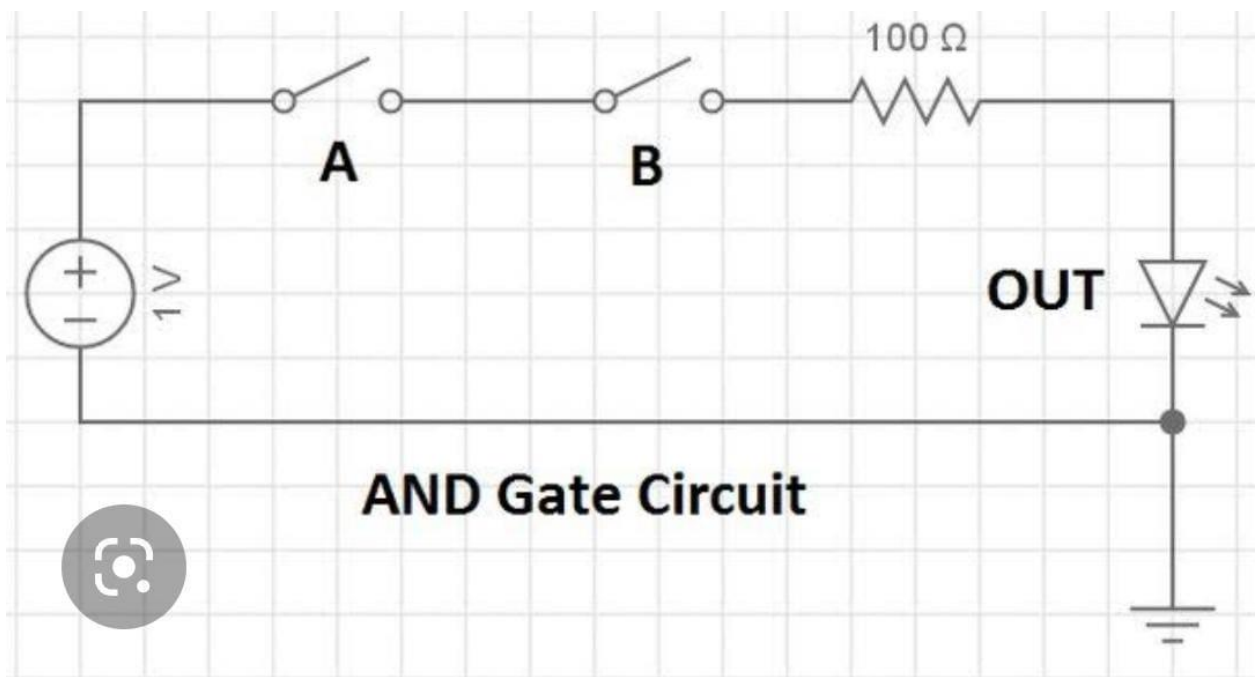 100 Ω
A
B
+
−
1 V
OUT
AND Gate Circuit